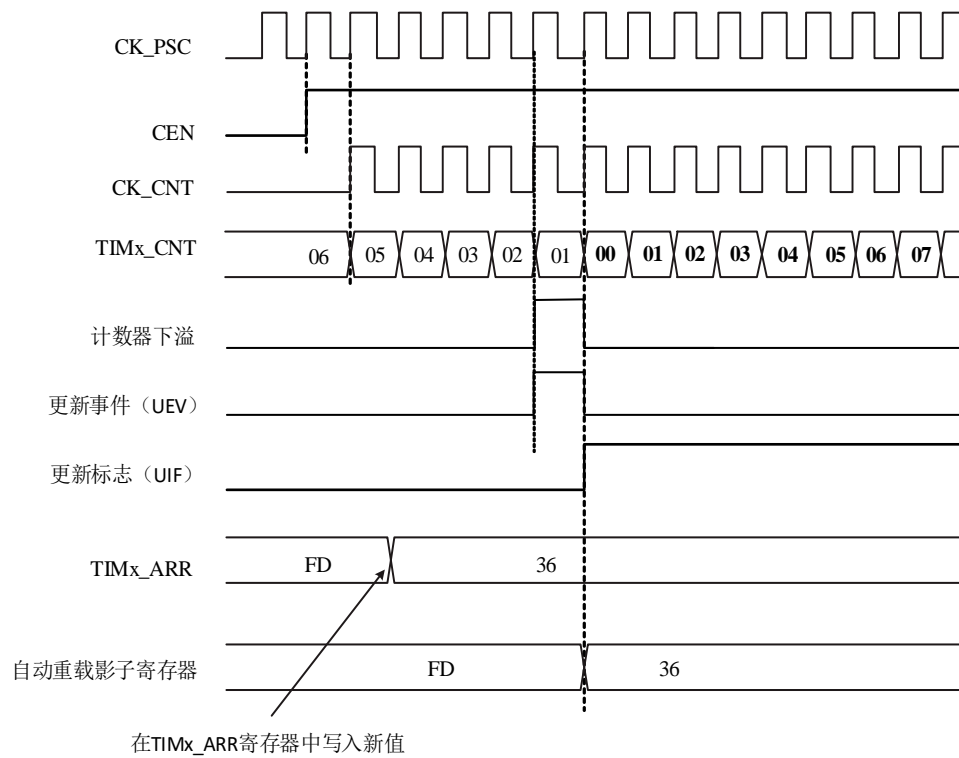 CK_PSC
CEN
CK_CNT
TIMx_CNT 06 05 04 03 02 01 00 01 02 03 04 05 06 07
计数器下溢
更新事件（UEV）
更新标志（UIF）
TIMx_ARR FD 36
自动重载影子寄存器 FD 36
在TIMx_ARR寄存器中写入新值